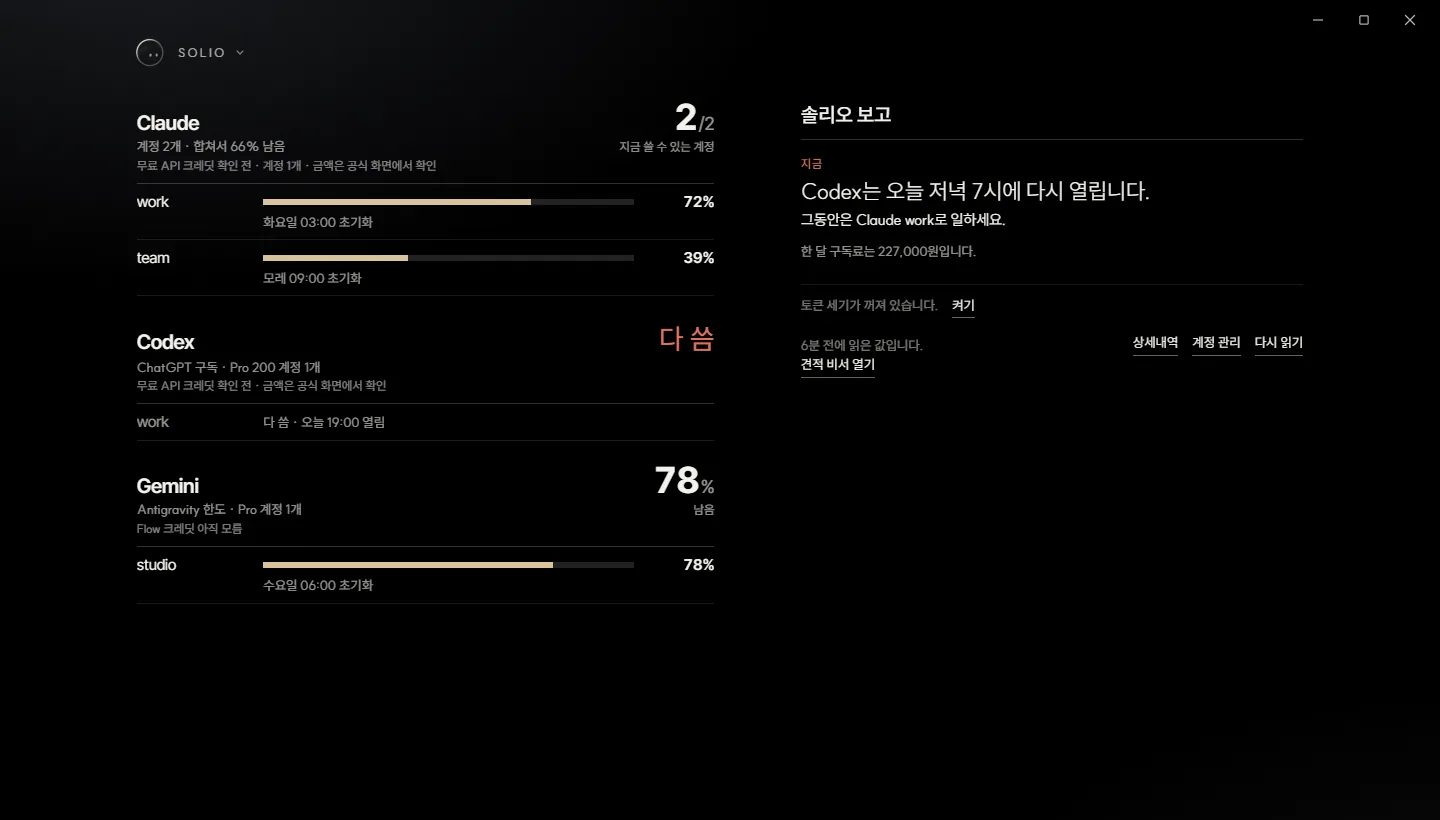 SOLIO
Claude
2/2
계정 2개 · 합쳐서 66% 남음
지금 쓸 수 있는 계정
무료 API 크레딧 확인 전 · 계정 1개 · 금액은 공식 화면에서 확인
work 72%
화요일 03:00 초기화
team 39%
모레 09:00 초기화
Codex
다 씀
ChatGPT 구독 · Pro 200 계정 1개
무료 API 크레딧 확인 전 · 금액은 공식 화면에서 확인
work 다 씀 · 오늘 19:00 열림
Gemini
78%
Antigravity 한도 · Pro 계정 1개
남음
Flow 크레딧 아직 모름
studio 78%
수요일 06:00 초기화
솔리오 보고
지금
Codex는 오늘 저녁 7시에 다시 열립니다.
그동안은 Claude work로 일하세요.
한 달 구독료는 227,000원입니다.
토큰 세기가 꺼져 있습니다. 켜기
6분 전에 읽은 값입니다.
견적 비서 열기
상세내역 계정 관리 다시 읽기